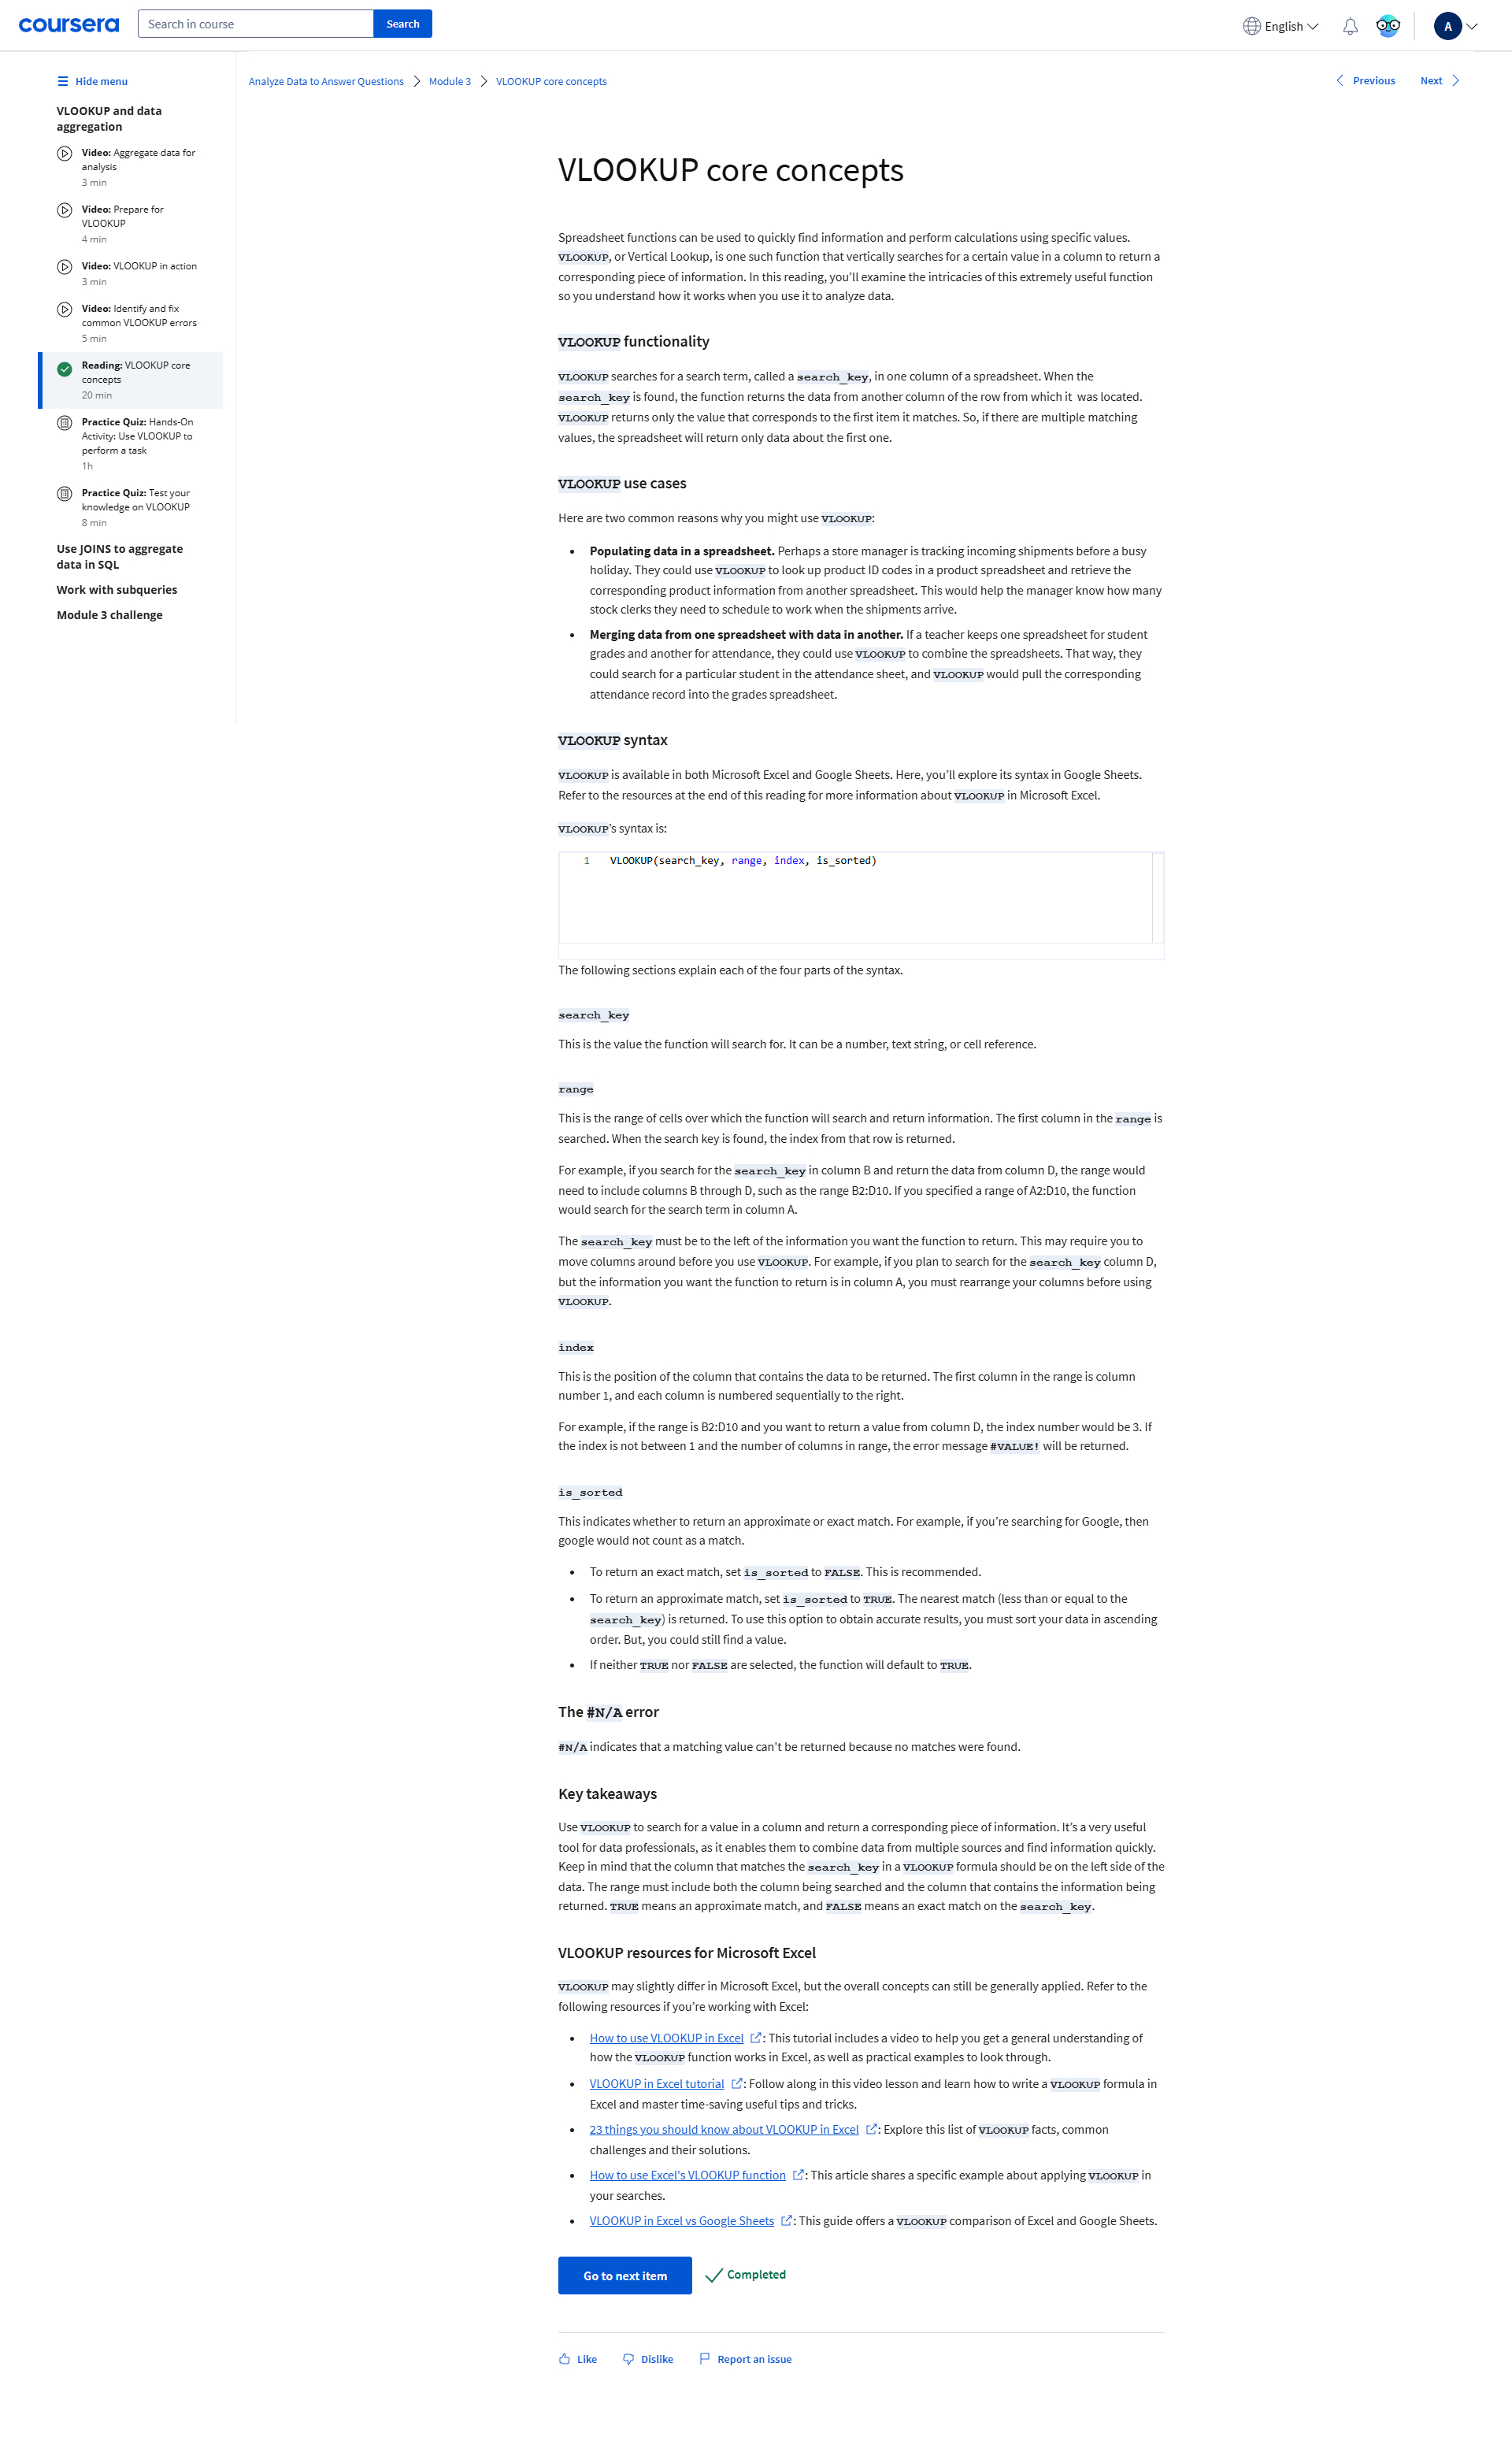 coursera
Search in course
Search
English
A
Hide menu
VLOOKUP and data
aggregation
Video: Aggregate data for
analysis
3 min
Video: Prepare for
VLOOKUP
4 min
Video: VLOOKUP in action
3 min
Video: Identify and fix
common VLOOKUP errors
5 min
Reading: VLOOKUP core
concepts
20 min
Practice Quiz: Hands-On
Activity: Use VLOOKUP to
perform a task
1h
Practice Quiz: Test your
knowledge on VLOOKUP
8 min
Use JOINS to aggregate
data in SQL
Work with subqueries
Module 3 challenge
Analyze Data to Answer Questions
Module 3
VLOOKUP core concepts
Previous
Next
VLOOKUP core concepts
Spreadsheet functions can be used to quickly find information and perform calculations using specific values.
VLOOKUP, or Vertical Lookup, is one such function that vertically searches for a certain value in a column to return a
corresponding piece of information. In this reading, you’ll examine the intricacies of this extremely useful function
so you understand how it works when you use it to analyze data.
VLOOKUP functionality
VLOOKUP searches for a search term, called a search_key, in one column of a spreadsheet. When the
search_key is found, the function returns the data from another column of the row from which it  was located.
VLOOKUP returns only the value that corresponds to the first item it matches. So, if there are multiple matching
values, the spreadsheet will return only data about the first one.
VLOOKUP use cases
Here are two common reasons why you might use VLOOKUP:
• Populating data in a spreadsheet. Perhaps a store manager is tracking incoming shipments before a busy
holiday. They could use VLOOKUP to look up product ID codes in a product spreadsheet and retrieve the
corresponding product information from another spreadsheet. This would help the manager know how many
stock clerks they need to schedule to work when the shipments arrive.
• Merging data from one spreadsheet with data in another. If a teacher keeps one spreadsheet for student
grades and another for attendance, they could use VLOOKUP to combine the spreadsheets. That way, they
could search for a particular student in the attendance sheet, and VLOOKUP would pull the corresponding
attendance record into the grades spreadsheet.
VLOOKUP syntax
VLOOKUP is available in both Microsoft Excel and Google Sheets. Here, you’ll explore its syntax in Google Sheets.
Refer to the resources at the end of this reading for more information about VLOOKUP in Microsoft Excel.
VLOOKUP’s syntax is:
1 VLOOKUP(search_key, range, index, is_sorted)
The following sections explain each of the four parts of the syntax.
search_key
This is the value the function will search for. It can be a number, text string, or cell reference.
range
This is the range of cells over which the function will search and return information. The first column in the range is
searched. When the search key is found, the index from that row is returned.
For example, if you search for the search_key in column B and return the data from column D, the range would
need to include columns B through D, such as the range B2:D10. If you specified a range of A2:D10, the function
would search for the search term in column A.
The search_key must be to the left of the information you want the function to return. This may require you to
move columns around before you use VLOOKUP. For example, if you plan to search for the search_key column D,
but the information you want the function to return is in column A, you must rearrange your columns before using
VLOOKUP.
index
This is the position of the column that contains the data to be returned. The first column in the range is column
number 1, and each column is numbered sequentially to the right.
For example, if the range is B2:D10 and you want to return a value from column D, the index number would be 3. If
the index is not between 1 and the number of columns in range, the error message #VALUE! will be returned.
is_sorted
This indicates whether to return an approximate or exact match. For example, if you’re searching for Google, then
google would not count as a match.
• To return an exact match, set is_sorted to FALSE. This is recommended.
• To return an approximate match, set is_sorted to TRUE. The nearest match (less than or equal to the
search_key) is returned. To use this option to obtain accurate results, you must sort your data in ascending
order. But, you could still find a value.
• If neither TRUE nor FALSE are selected, the function will default to TRUE.
The #N/A error
#N/A indicates that a matching value can't be returned because no matches were found.
Key takeaways
Use VLOOKUP to search for a value in a column and return a corresponding piece of information. It’s a very useful
tool for data professionals, as it enables them to combine data from multiple sources and find information quickly.
Keep in mind that the column that matches the search_key in a VLOOKUP formula should be on the left side of the
data. The range must include both the column being searched and the column that contains the information being
returned. TRUE means an approximate match, and FALSE means an exact match on the search_key.
VLOOKUP resources for Microsoft Excel
VLOOKUP may slightly differ in Microsoft Excel, but the overall concepts can still be generally applied. Refer to the
following resources if you’re working with Excel:
• How to use VLOOKUP in Excel : This tutorial includes a video to help you get a general understanding of
how the VLOOKUP function works in Excel, as well as practical examples to look through.
• VLOOKUP in Excel tutorial : Follow along in this video lesson and learn how to write a VLOOKUP formula in
Excel and master time-saving useful tips and tricks.
• 23 things you should know about VLOOKUP in Excel : Explore this list of VLOOKUP facts, common
challenges and their solutions.
• How to use Excel's VLOOKUP function : This article shares a specific example about applying VLOOKUP in
your searches.
• VLOOKUP in Excel vs Google Sheets : This guide offers a VLOOKUP comparison of Excel and Google Sheets.
Go to next item
Completed
Like
Dislike
Report an issue